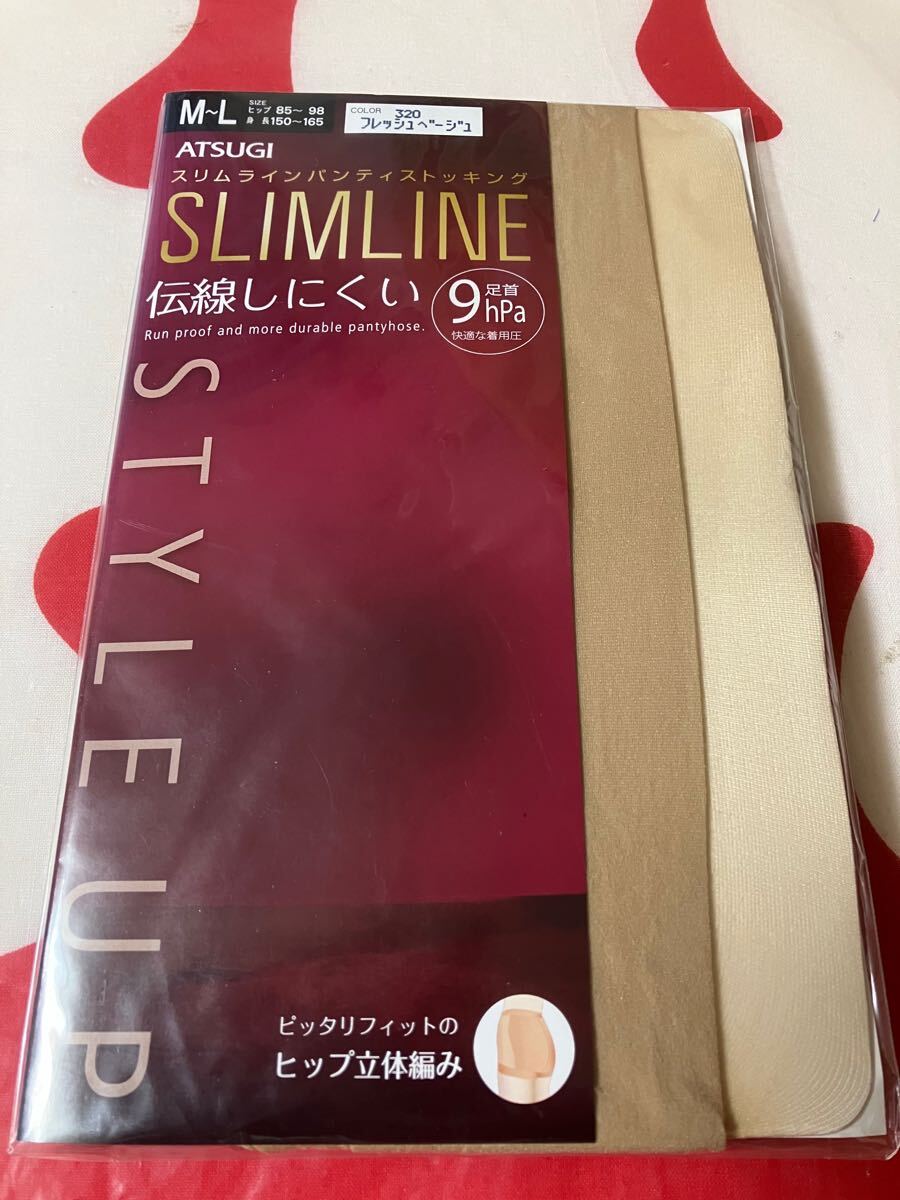 M~L
SIZE
ヒップ 85~ 98
身 長150~165
COLOR 320
フレッシュベージュ
ATSUGI
スリムラインパンティストッキング
SLIMLINE
伝線しにくい
Run proof and more durable pantyhose.
足首
9hPa
快適な着用圧
STYLE UP
ピッタリフィットの
ヒップ立体編み